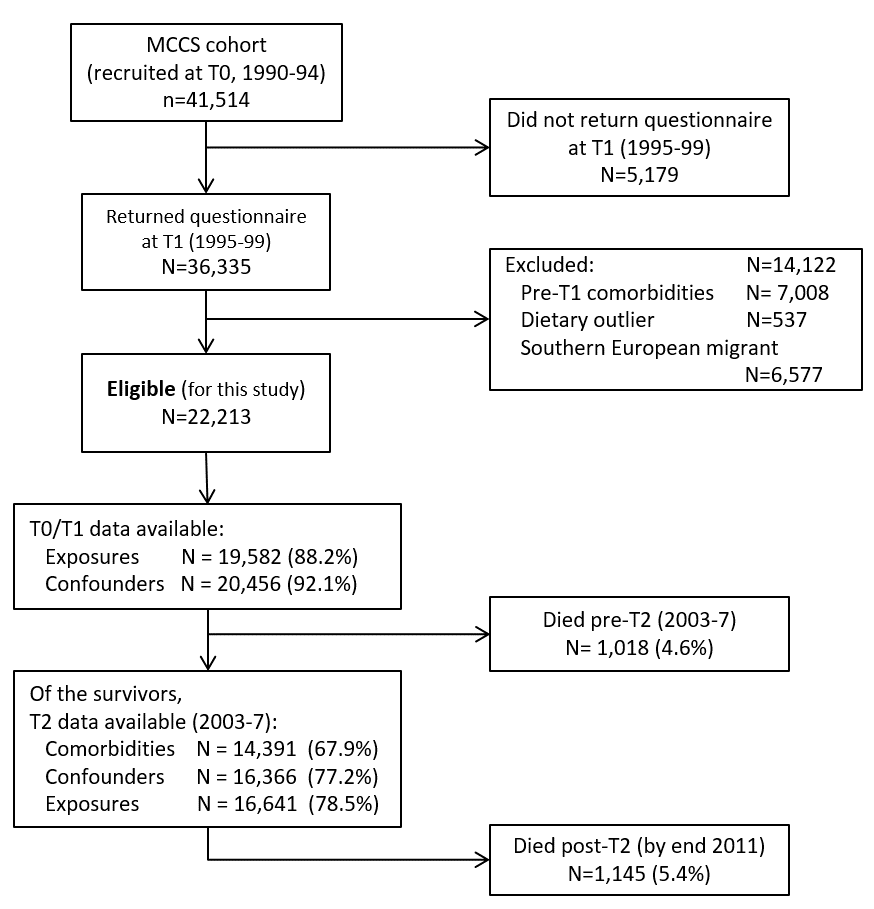 MCCS cohort
(recruited at T0, 1990-94)
n=41,514
Did not return questionnaire
at T1 (1995-99)
N=5,179
Returned questionnaire
at T1 (1995-99)
N=36,335
Excluded: N=14,122
Pre-T1 comorbidities N= 7,008
Dietary outlier N=537
Southern European migrant
N=6,577
Eligible (for this study)
N=22,213
T0/T1 data available:
Exposures N = 19,582 (88.2%)
Confounders N = 20,456 (92.1%)
Died pre-T2 (2003-7)
N= 1,018 (4.6%)
Of the survivors,
T2 data available (2003-7):
Comorbidities N = 14,391 (67.9%)
Confounders N = 16,366 (77.2%)
Exposures N = 16,641 (78.5%)
Died post-T2 (by end 2011)
N=1,145 (5.4%)